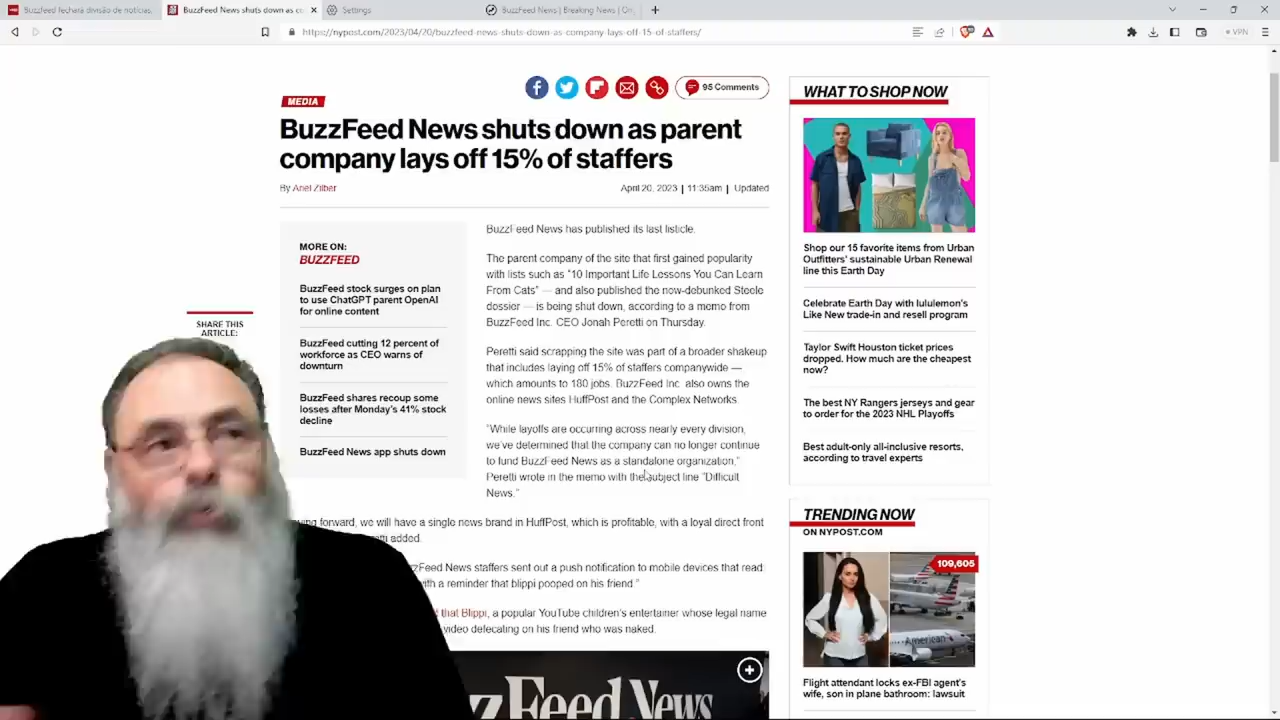 BuzzFeed fechará divisão de notícias,
BuzzFeed News shuts down as co
Settings
BuzzFeed News | Breaking News | Ori
https://nypost.com/2023/04/20/buzzfeed-news-shuts-down-as-company-lays-off-15-of-staffers/
VPN
95 Comments
MEDIA
BuzzFeed News shuts down as parent
company lays off 15% of staffers
By Ariel Zilber
April 20, 2023 | 11:35am | Updated
MORE ON:
BUZZFEED
BuzzFeed stock surges on plan
to use ChatGPT parent OpenAI
for online content
BuzzFeed cutting 12 percent of
workforce as CEO warns of
downturn
BuzzFeed shares recoup some
losses after Monday's 41% stock
decline
BuzzFeed News app shuts down
SHARE THIS
ARTICLE:
BuzzFeed News has published its last listicle.
The parent company of the site that first gained popularity
with lists such as "10 Important Life Lessons You Can Learn
From Cats" — and also published the now-debunked Steele
dossier — is being shut down, according to a memo from
BuzzFeed Inc. CEO Jonah Peretti on Thursday.
Peretti said scrapping the site was part of a broader shakeup
that includes laying off 15% of staffers companywide —
which amounts to 180 jobs. BuzzFeed Inc. also owns the
online news sites HuffPost and the Complex Networks.
"While layoffs are occurring across nearly every division,
we've determined that the company can no longer continue
to fund BuzzFeed News as a standalone organization,"
Peretti wrote in the memo with the subject line "Difficult
News."
forward, we will have a single news brand in HuffPost, which is profitable, with a loyal direct front
added.
News staffers sent out a push notification to mobile devices that read:
with a reminder that blippi pooped on his friend."
that Blippi, a popular YouTube children's entertainer whose legal name
video defecating on his friend who was naked.
zFeed News
WHAT TO SHOP NOW
Shop our 15 favorite items from Urban
Outfitters' sustainable Urban Renewal
line this Earth Day
Celebrate Earth Day with lululemon's
Like New trade-in and resell program
Taylor Swift Houston ticket prices
dropped. How much are the cheapest
now?
The best NY Rangers jerseys and gear
to order for the 2023 NHL Playoffs
Best adult-only all-inclusive resorts,
according to travel experts
TRENDING NOW
ON NYPOST.COM
109,605
American
Flight attendant locks ex-FBI agent's
wife, son in plane bathroom: lawsuit